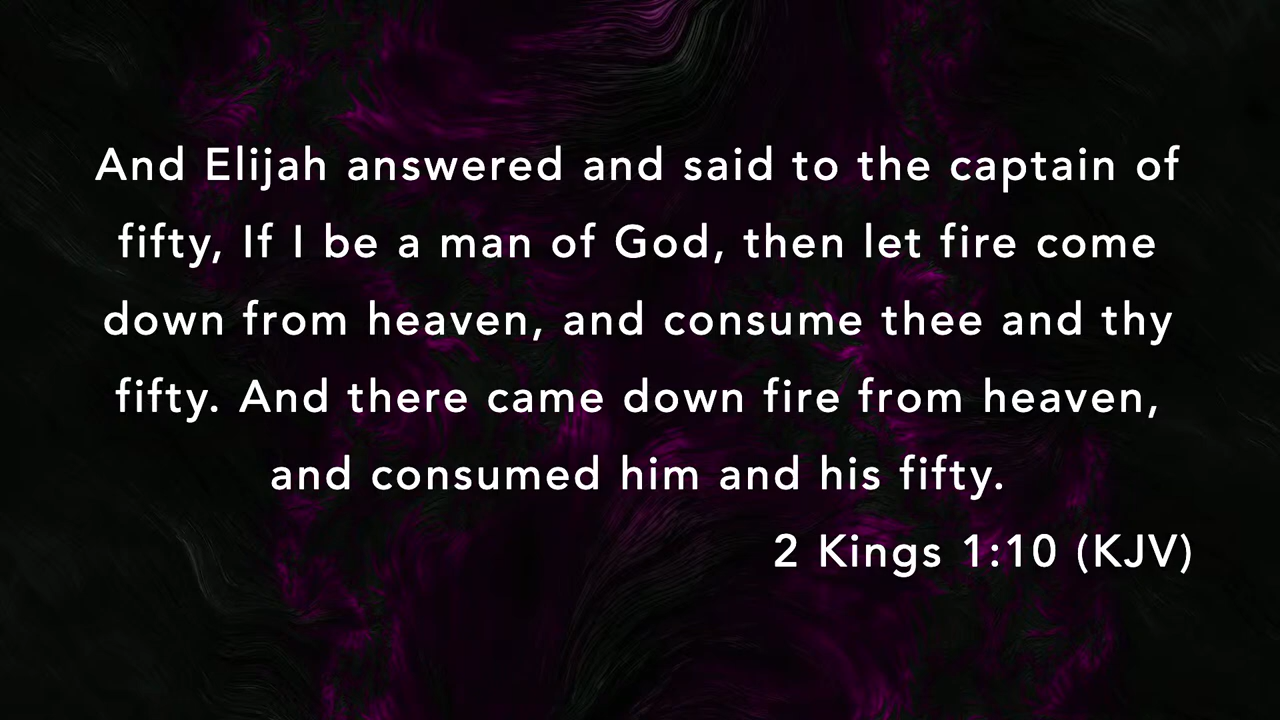 And Elijah answered and said to the captain of
fifty, If I be a man of God, then let fire come
down from heaven, and consume thee and thy
fifty. And there came down fire from heaven,
and consumed him and his fifty.
2 Kings 1:10 (KJV)